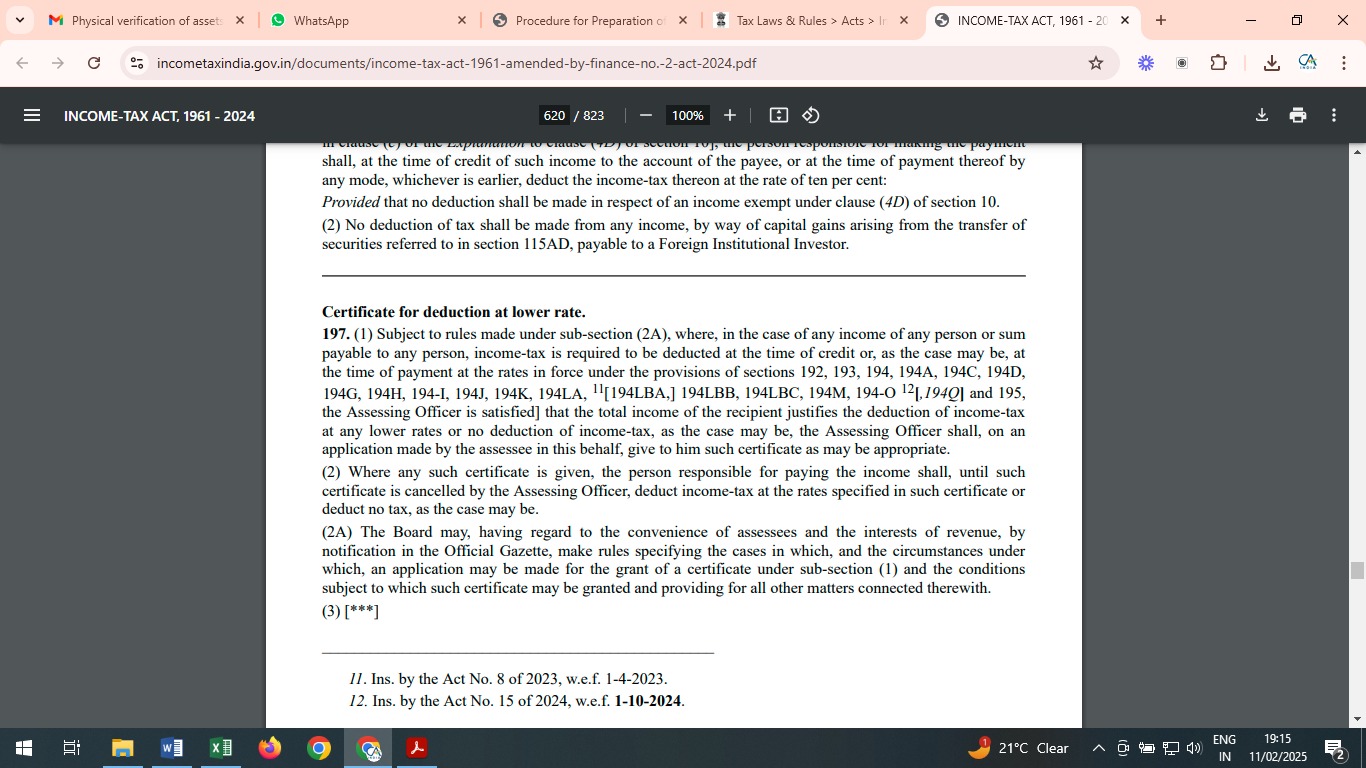 Physical verification of assets
WhatsApp
Procedure for Preparation o
Tax Laws & Rules > Acts > In
INCOME-TAX ACT, 1961 - 20
incometaxindia.gov.in/documents/income-tax-act-1961-amended-by-finance-no.-2-act-2024.pdf
INCOME-TAX ACT, 1961 - 2024
620 / 823
100%
in clause (c) of the Explanation to clause (4D) of section 10], the person responsible for making the payment
shall, at the time of credit of such income to the account of the payee, or at the time of payment thereof by
any mode, whichever is earlier, deduct the income-tax thereon at the rate of ten per cent:
Provided that no deduction shall be made in respect of an income exempt under clause (4D) of section 10.
(2) No deduction of tax shall be made from any income, by way of capital gains arising from the transfer of
securities referred to in section 115AD, payable to a Foreign Institutional Investor.
Certificate for deduction at lower rate.
197. (1) Subject to rules made under sub-section (2A), where, in the case of any income of any person or sum
payable to any person, income-tax is required to be deducted at the time of credit or, as the case may be, at
the time of payment at the rates in force under the provisions of sections 192, 193, 194, 194A, 194C, 194D,
194G, 194H, 194-I, 194J, 194K, 194LA, 11[194LBA,] 194LBB, 194LBC, 194M, 194-O 12[,194Q] and 195,
the Assessing Officer is satisfied] that the total income of the recipient justifies the deduction of income-tax
at any lower rates or no deduction of income-tax, as the case may be, the Assessing Officer shall, on an
application made by the assessee in this behalf, give to him such certificate as may be appropriate.
(2) Where any such certificate is given, the person responsible for paying the income shall, until such
certificate is cancelled by the Assessing Officer, deduct income-tax at the rates specified in such certificate or
deduct no tax, as the case may be.
(2A) The Board may, having regard to the convenience of assessees and the interests of revenue, by
notification in the Official Gazette, make rules specifying the cases in which, and the circumstances under
which, an application may be made for the grant of a certificate under sub-section (1) and the conditions
subject to which such certificate may be granted and providing for all other matters connected therewith.
(3) [***]
11. Ins. by the Act No. 8 of 2023, w.e.f. 1-4-2023.
12. Ins. by the Act No. 15 of 2024, w.e.f. 1-10-2024.
1
21°C Clear
ENG
IN
19:15
11/02/2025
2